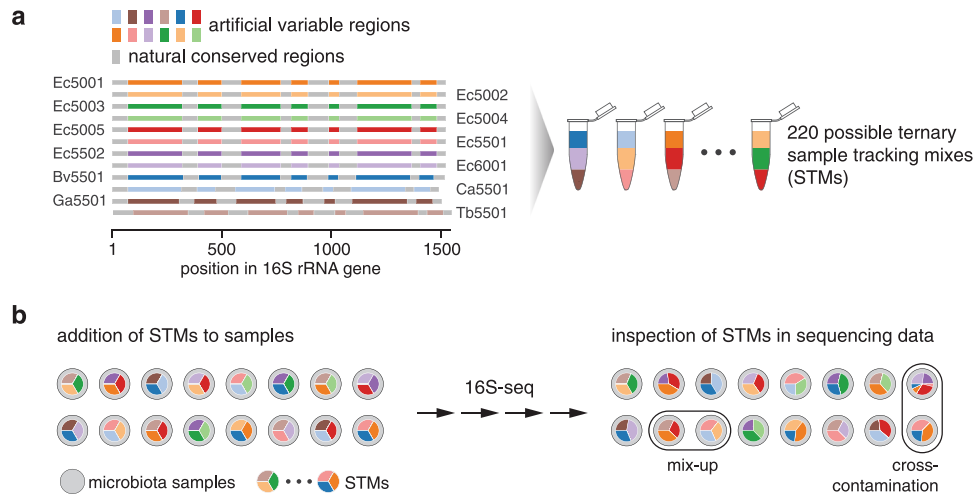 a
artificial variable regions
natural conserved regions
Ec5001
Ec5002
Ec5003
Ec5004
Ec5005
Ec5501
Ec5502
Ec6001
Bv5501
Ca5501
Ga5501
Tb5501
1 500 1000 1500
position in 16S rRNA gene
220 possible ternary
sample tracking mixes
(STMs)
b
addition of STMs to samples
16S-seq
inspection of STMs in sequencing data
mix-up
cross-
contamination
microbiota samples
STMs